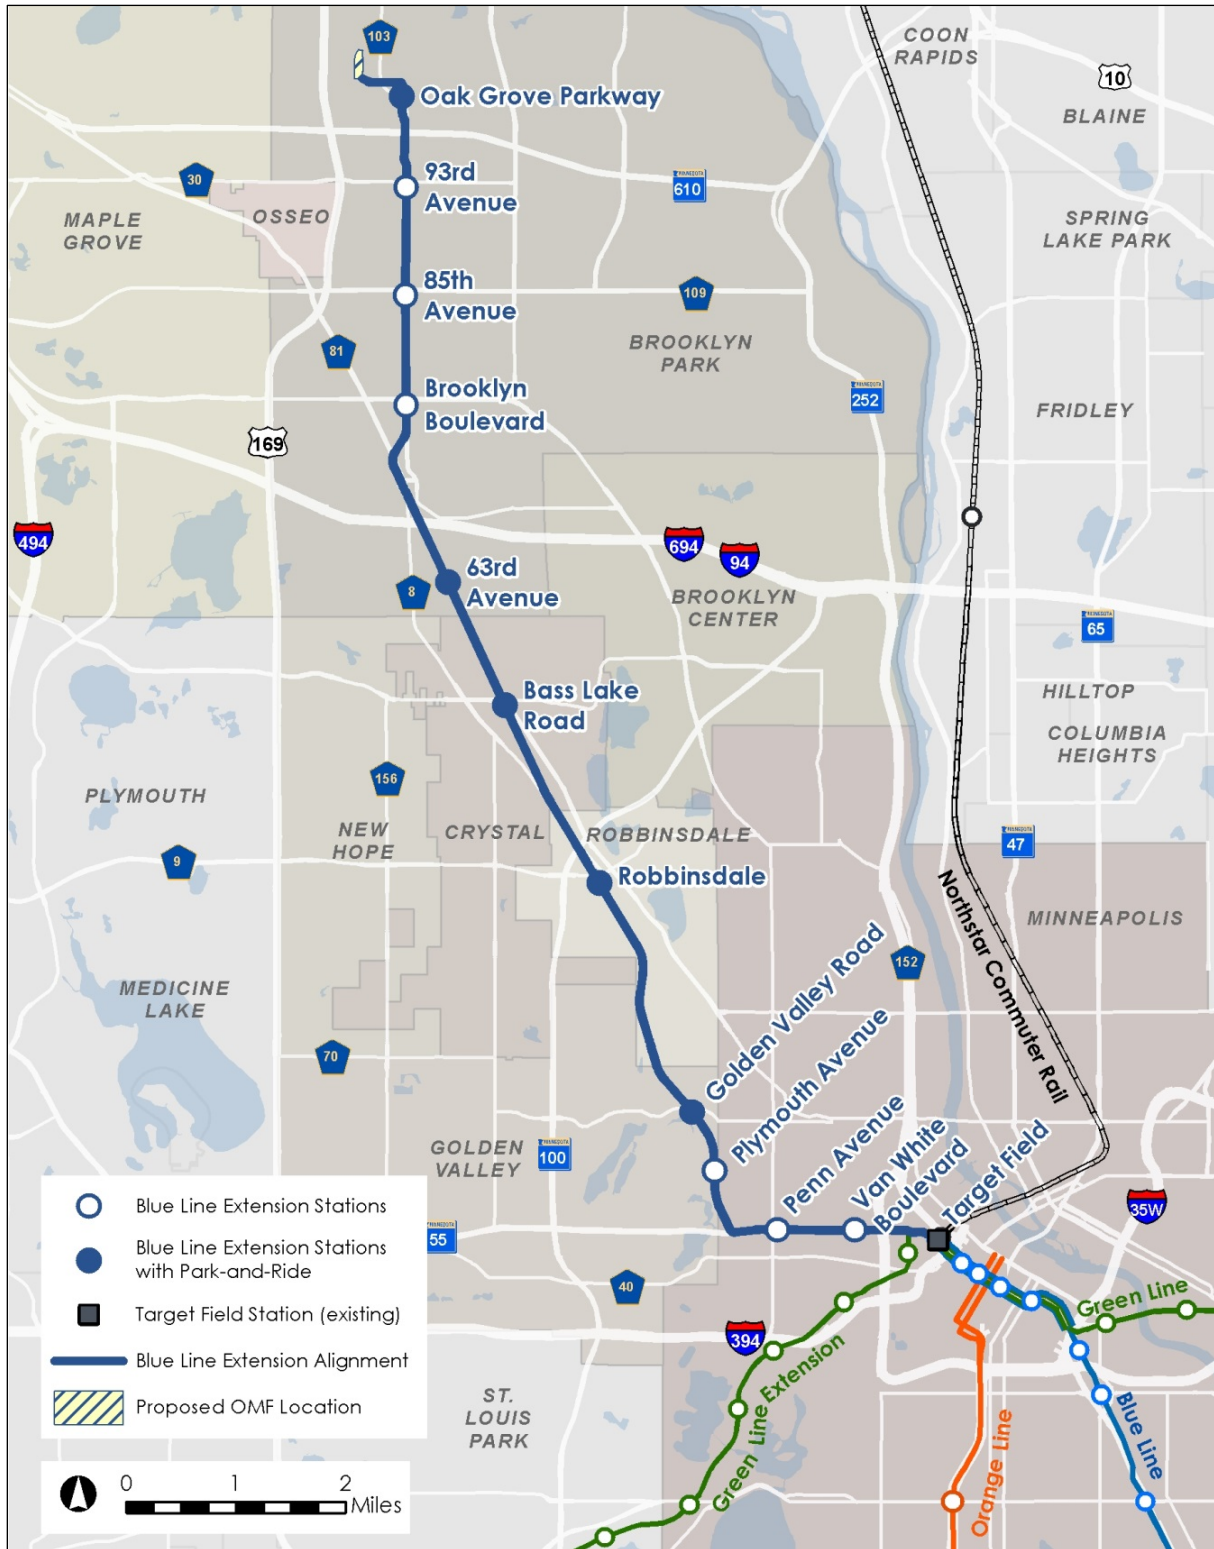 103
COON
RAPIDS
10
Oak Grove Parkway
BLAINE
93rd
Avenue
30
MINNESOTA
610
MAPLE
GROVE
OSSEO
SPRING
LAKE PARK
85th
Avenue
109
81
BROOKLYN
PARK
Brooklyn
Boulevard
MINNESOTA
252
FRIDLEY
169
494
694
94
63rd
Avenue
8
BROOKLYN
CENTER
MINNESOTA
65
Bass Lake
Road
HILLTOP
COLUMBIA
HEIGHTS
156
PLYMOUTH
NEW
HOPE
CRYSTAL
ROBBINSDALE
MINNESOTA
47
9
Robbinsdale
Northstar Commuter Rail
MINNEAPOLIS
Golden Valley Road
152
MEDICINE
LAKE
Plymouth Avenue
70
Penn Avenue
Van White
Boulevard
Target Field
GOLDEN
VALLEY
MINNESOTA
100
35W
MINNESOTA
55
40
394
Green Line
Green Line Extension
ST.
LOUIS
PARK
Orange Line
Blue Line
Blue Line Extension Stations
Blue Line Extension Stations
with Park-and-Ride
Target Field Station (existing)
Blue Line Extension Alignment
Proposed OMF Location
0 1 2
Miles